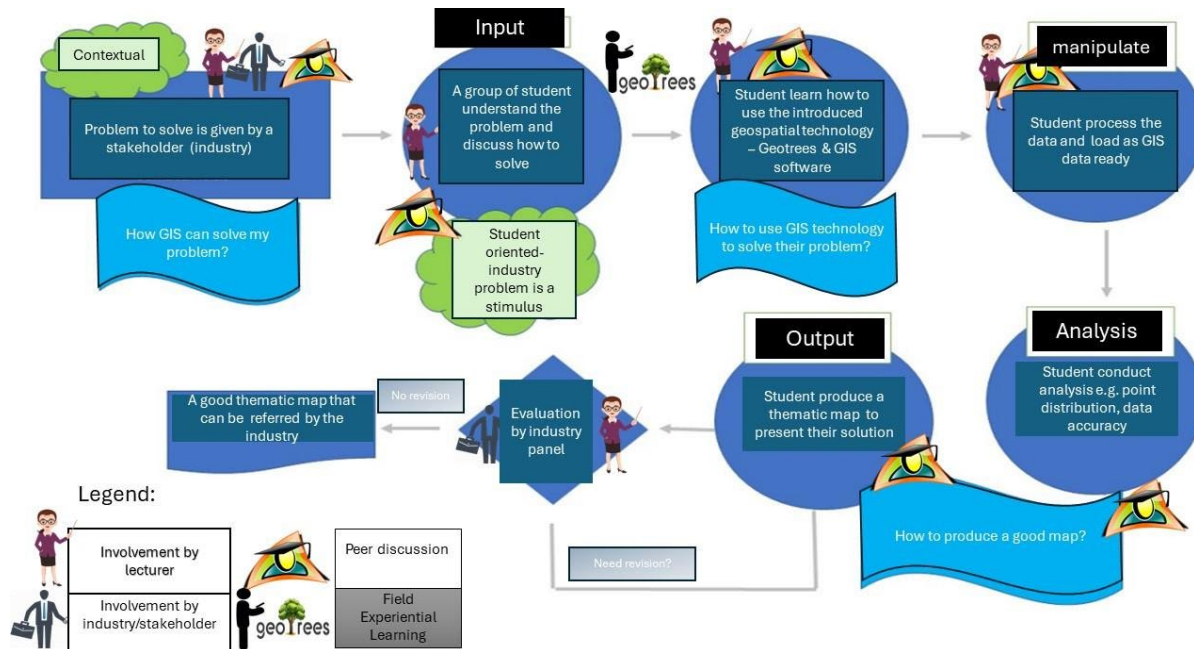 Contextual
Problem to solve is given by a
stakeholder (industry)
How GIS can solve my
problem?
Input
A group of student
understand the
problem and
discuss how to
solve
Student
oriented-
industry
problem is a
stimulus
geoTrees
Student learn how to
use the introduced
geospatial technology
– Geotrees & GIS
software
How to use GIS technology
to solve their problem?
manipulate
Student process the
data and load as GIS
data ready
Analysis
Student conduct
analysis e.g. point
distribution, data
accuracy
Output
Student produce a
thematic map to
present their solution
How to produce a good map?
Evaluation
by industry
panel
No revision
A good thematic map that
can be referred by the
industry
Need revision?
Legend:
Involvement by
lecturer
Involvement by
industry/stakeholder
Peer discussion
geoTrees
Field
Experiential
Learning